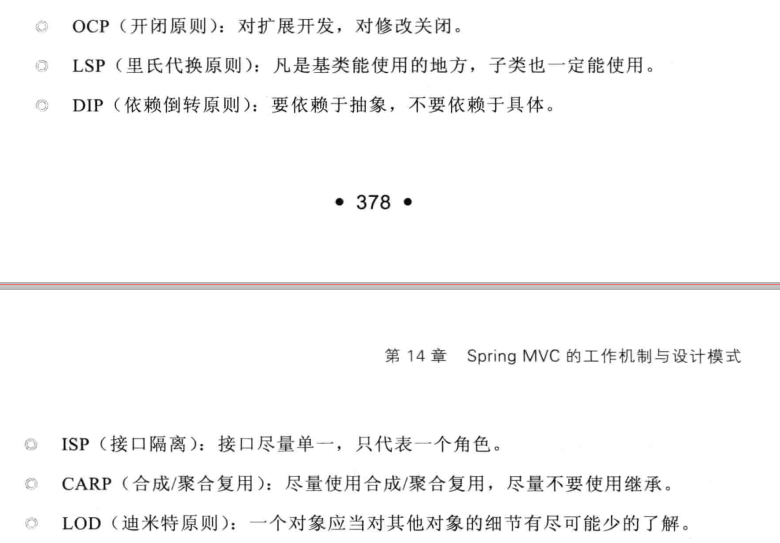 OCP（开闭原则）：对扩展开发，对修改关闭。
LSP（里氏代换原则）：凡是基类能使用的地方，子类也一定能使用。
DIP（依赖倒转原则）：要依赖于抽象，不要依赖于具体。
• 378 •
第 14 章 Spring MVC 的工作机制与设计模式
ISP（接口隔离）：接口尽量单一，只代表一个角色。
CARP（合成/聚合复用）：尽量使用合成/聚合复用，尽量不要使用继承。
LOD（迪米特原则）：一个对象应当对其他对象的细节有尽可能少的了解。